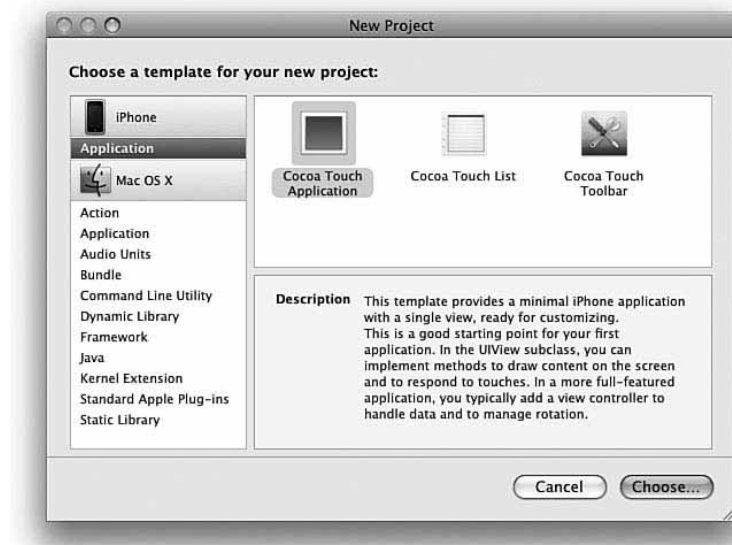 New Project
Choose a template for your new project:
iPhone
Application
Mac OS X
Action
Application
Audio Units
Bundle
Command Line Utility
Dynamic Library
Framework
Java
Kernel Extension
Standard Apple Plug-ins
Static Library
Cocoa Touch
Application
Cocoa Touch List
Cocoa Touch
Toolbar
Description
This template provides a minimal iPhone application
with a single view, ready for customizing.
This is a good starting point for your first
application. In the UIView subclass, you can
implement methods to draw content on the screen
and to respond to touches. In a more full-featured
application, you typically add a view controller to
handle data and to manage rotation.
Cancel
Choose...